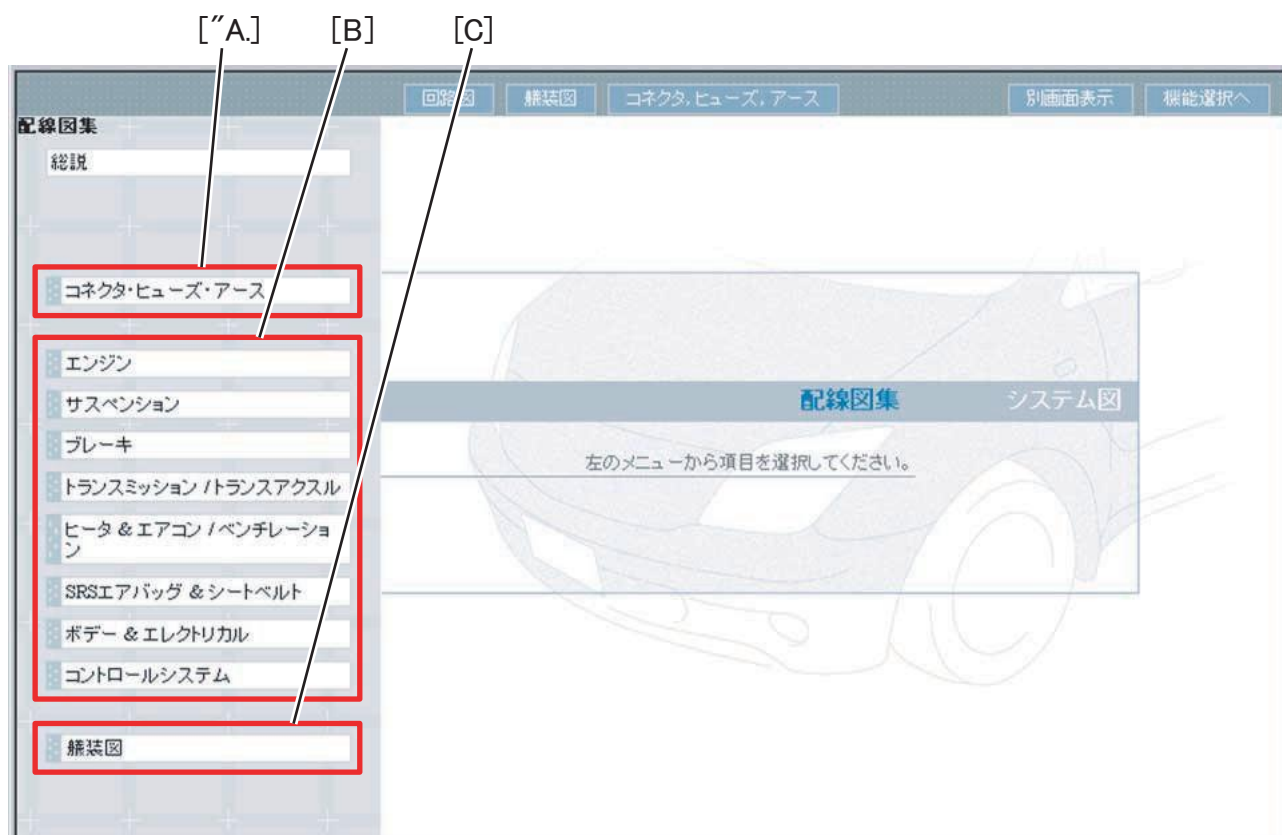 [″A.] [B] [C]
回路図 艤装図 コネクタ,ヒューズ,アース 別画面表示 機能選択へ
配線図集
総説
コネクタ・ヒューズ・アース
エンジン
サスペンション
ブレーキ
トランスミッション /トランスアクスル
ヒータ & エアコン / ベンチレーショ
ン
SRSエアバッグ & シートベルト
ボデー & エレクトリカル
コントロールシステム
艤装図
配線図集 システム図
左のメニューから項目を選択してください。